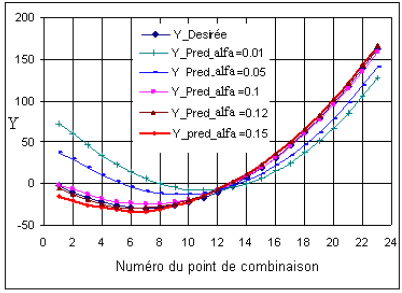 200
150
100
50
0
-50
Y
Y_Desirée
Y_Pred_alfa=0.01
Y_Pred_alfa=0.05
Y_Pred_alfa=0.1
Y_Pred_alfa=0.12
Y_pred_alfa=0.15
0 2 4 6 8 10 12 14 16 18 20 22 24
Numéro du point de combinaison